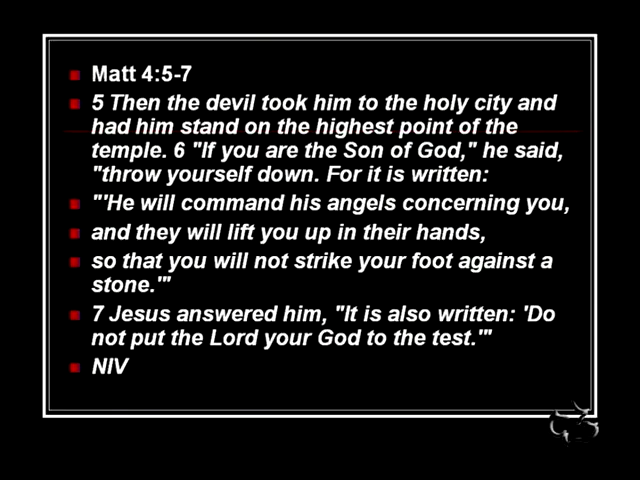 Matt 4:5-7
5 Then the devil took him to the holy city and
had him stand on the highest point of the
temple. 6 "If you are the Son of God," he said,
"throw yourself down. For it is written:
"'He will command his angels concerning you,
and they will lift you up in their hands,
so that you will not strike your foot against a
stone.'"
7 Jesus answered him, "It is also written: 'Do
not put the Lord your God to the test.'"
NIV